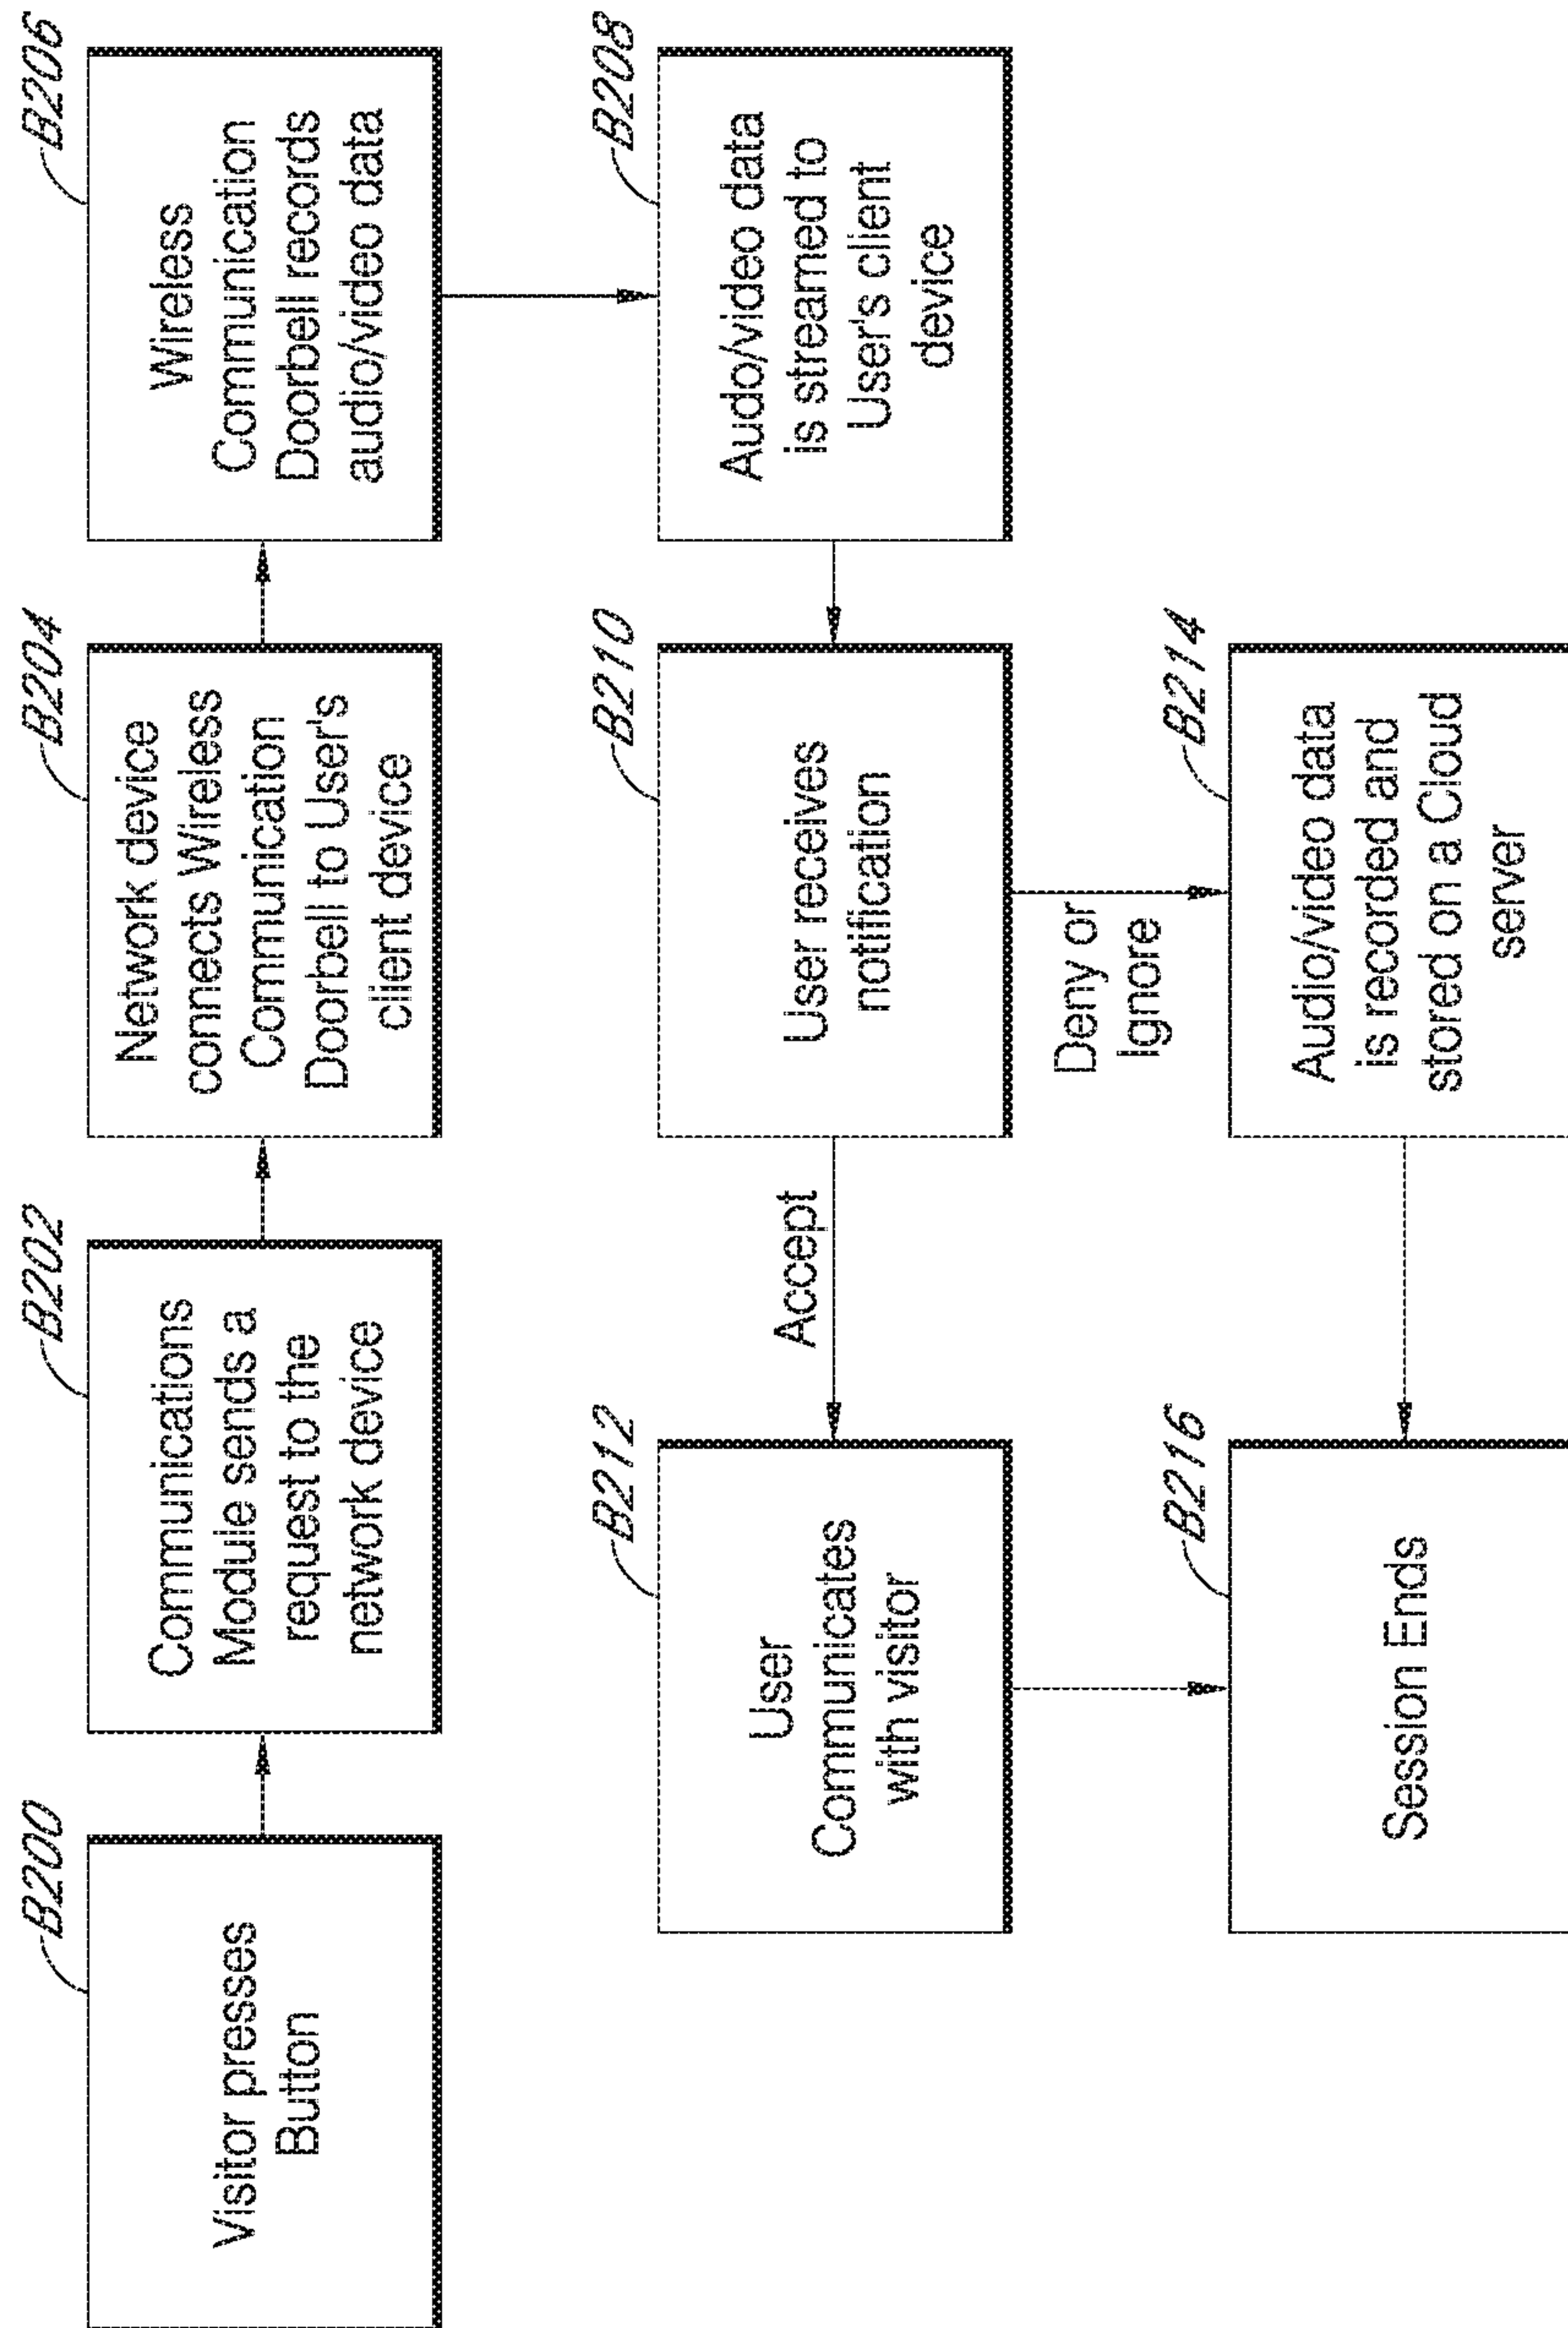 B200
Visitor presses
Button
B202
Communications
Module sends a
request to the
network device
B204
Network device
connects Wireless
Communication
Doorbell to User's
client device
B206
Wireless
Communication
Doorbell records
audio/video data
B208
Audo/video data
is streamed to
User's client
device
B210
User receives
notification
Accept
B212
User
Communicates
with visitor
Deny or
Ignore
B214
Audio/video data
is recorded and
stored on a Cloud
server
B216
Session Ends